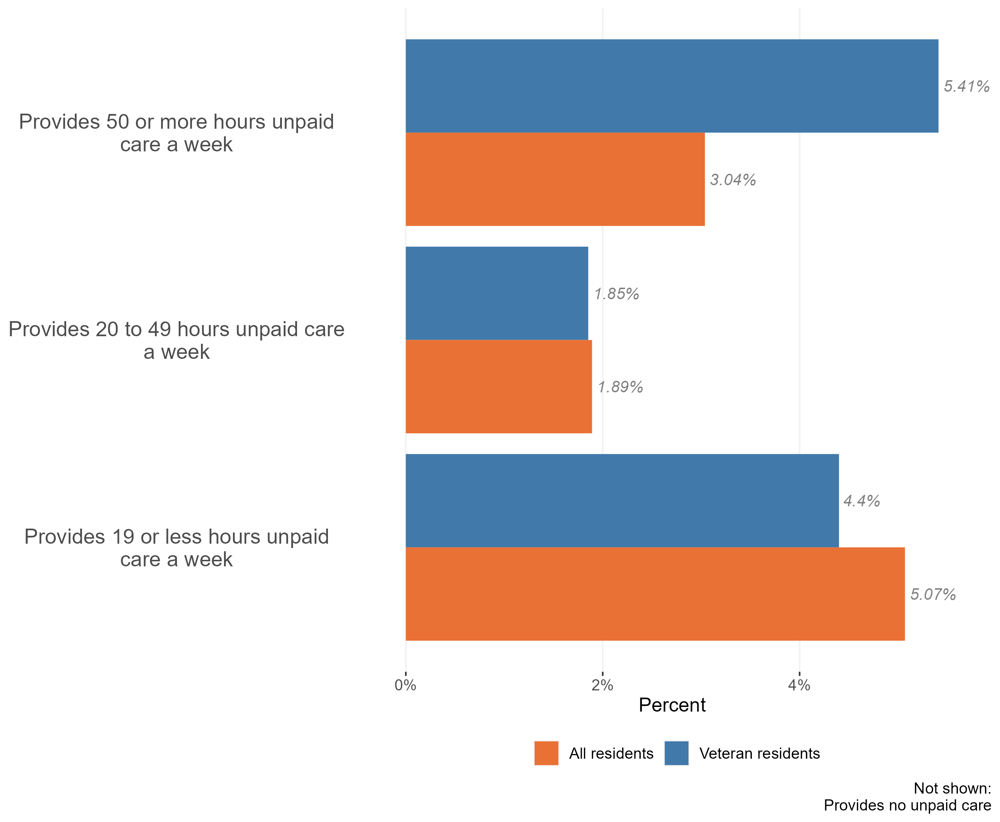 5.41%
Provides 50 or more hours unpaid
care a week
3.04%
1.85%
Provides 20 to 49 hours unpaid care
a week
1.89%
4.4%
Provides 19 or less hours unpaid
care a week
5.07%
0% 2% 4%
Percent
All residents Veteran residents
Not shown:
Provides no unpaid care